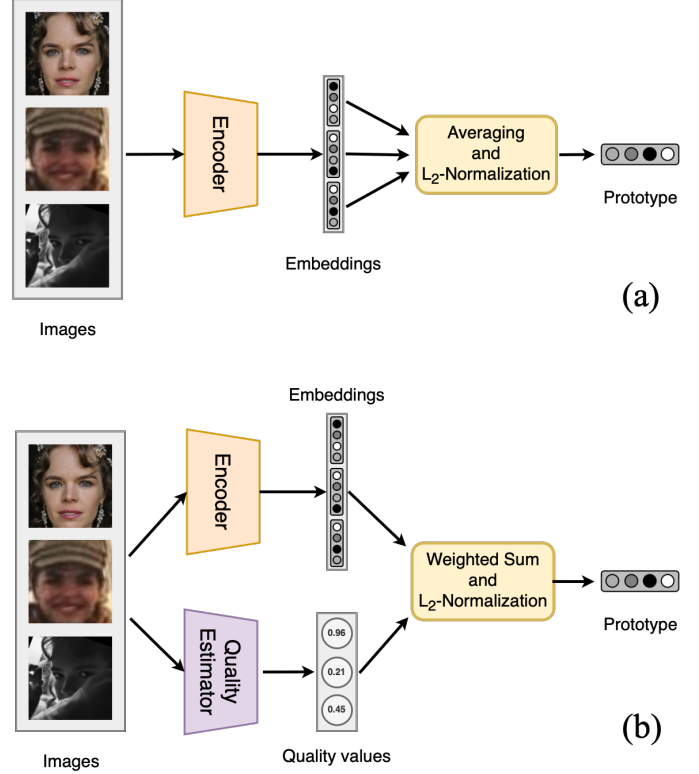 Encoder
Averaging
and
L2-Normalization
Prototype
Embeddings
(a)
Images
Embeddings
Encoder
Weighted Sum
and
L2-Normalization
Prototype
Quality
Estimator
0.96
0.21
0.45
(b)
Images
Quality values